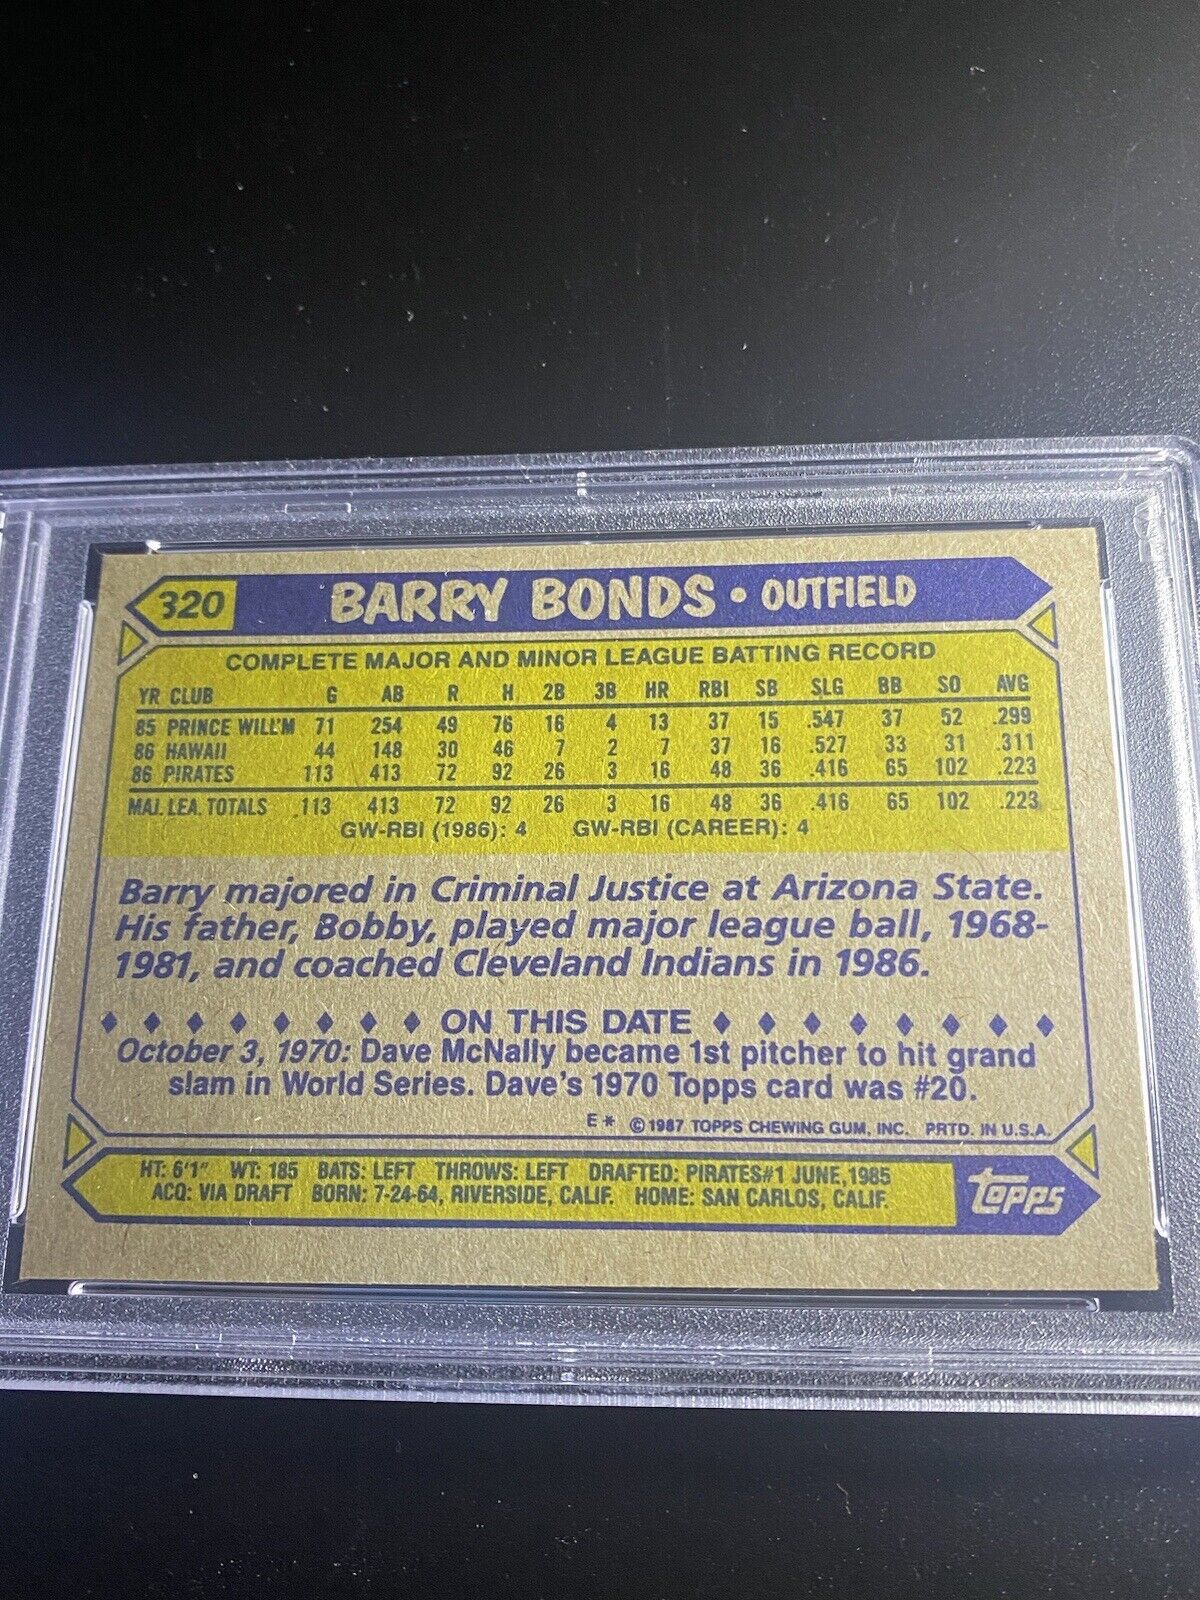 320 BARRY BONDS • OUTFIELD
COMPLETE MAJOR AND MINOR LEAGUE BATTING RECORD
YR CLUB G AB R H 2B 3B HR RBI SB SLG BB SO AVG
85 PRINCE WILL'M 71 254 49 76 16 4 13 37 15 .547 37 52 .299
86 HAWAII 44 148 30 46 7 2 7 37 16 .527 33 31 .311
86 PIRATES 113 413 72 92 26 3 16 48 36 .416 65 102 .223
MAJ. LEA. TOTALS 113 413 72 92 26 3 16 48 36 .416 65 102 .223
GW-RBI (1986): 4 GW-RBI (CAREER): 4
Barry majored in Criminal Justice at Arizona State.
His father, Bobby, played major league ball, 1968-
1981, and coached Cleveland Indians in 1986.
♦ ♦ ♦ ♦ ♦ ♦ ♦ ♦ ON THIS DATE ♦ ♦ ♦ ♦ ♦ ♦ ♦ ♦
October 3, 1970: Dave McNally became 1st pitcher to hit grand
slam in World Series. Dave's 1970 Topps card was #20.
E* © 1987 TOPPS CHEWING GUM, INC. PRTD. IN U.S.A.
HT: 6'1" WT: 185 BATS: LEFT THROWS: LEFT DRAFTED: PIRATES#1 JUNE, 1985
ACQ: VIA DRAFT BORN: 7-24-64, RIVERSIDE, CALIF. HOME: SAN CARLOS, CALIF.
topps